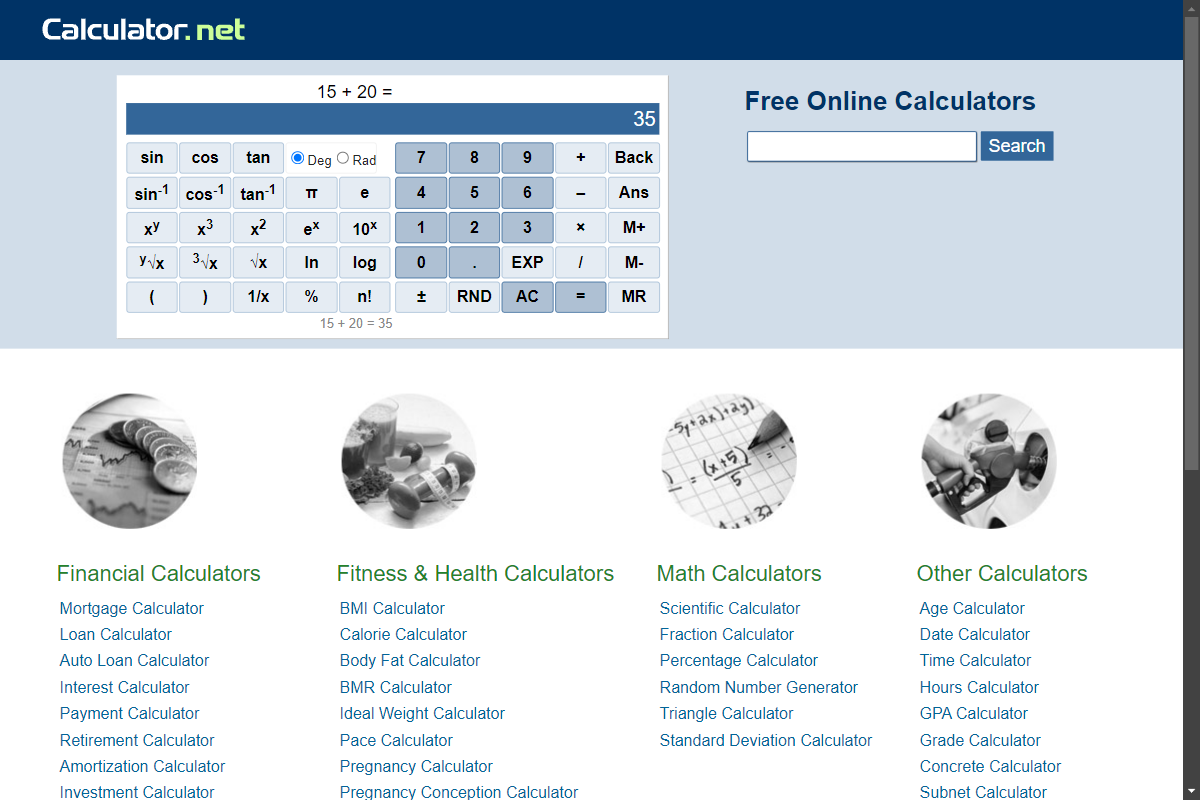 Calculator.net
15 + 20 =
35
Free Online Calculators
Search
sin cos tan Deg Rad 7 8 9 + Back
sin-1 cos-1 tan-1 π e 4 5 6 – Ans
xy x3 x2 ex 10x 1 2 3 × M+
y√x 3√x √x ln log 0 . EXP / M-
( ) 1/x % n! ± RND AC = MR
15 + 20 = 35
Financial Calculators
Mortgage Calculator
Loan Calculator
Auto Loan Calculator
Interest Calculator
Payment Calculator
Retirement Calculator
Amortization Calculator
Investment Calculator
Fitness & Health Calculators
BMI Calculator
Calorie Calculator
Body Fat Calculator
BMR Calculator
Ideal Weight Calculator
Pace Calculator
Pregnancy Calculator
Pregnancy Conception Calculator
Math Calculators
Scientific Calculator
Fraction Calculator
Percentage Calculator
Random Number Generator
Triangle Calculator
Standard Deviation Calculator
Other Calculators
Age Calculator
Date Calculator
Time Calculator
Hours Calculator
GPA Calculator
Grade Calculator
Concrete Calculator
Subnet Calculator